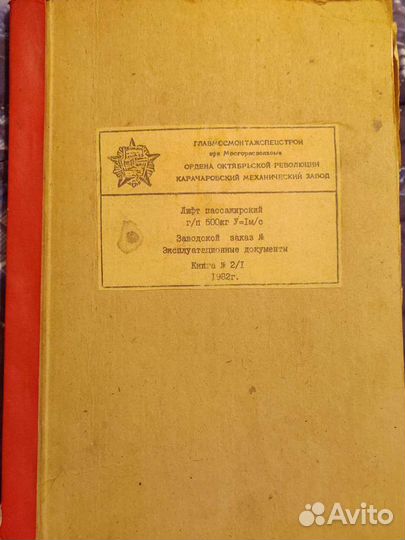 ГЛАВМОСМОНТАЖСПЕЦСТРОЙ
при Мосгорисполкоме
ОРДЕНА ОКТЯБРЬСКОЙ РЕВОЛЮЦИИ
КАРАЧАРОВСКИЙ МЕХАНИЧЕСКИЙ ЗАВОД
Лифт пассажирский
г/п 500кг У=1м/с
Заводской заказ №
Эксплуатационные документы
Книга № 2/I
1982г.
Avito